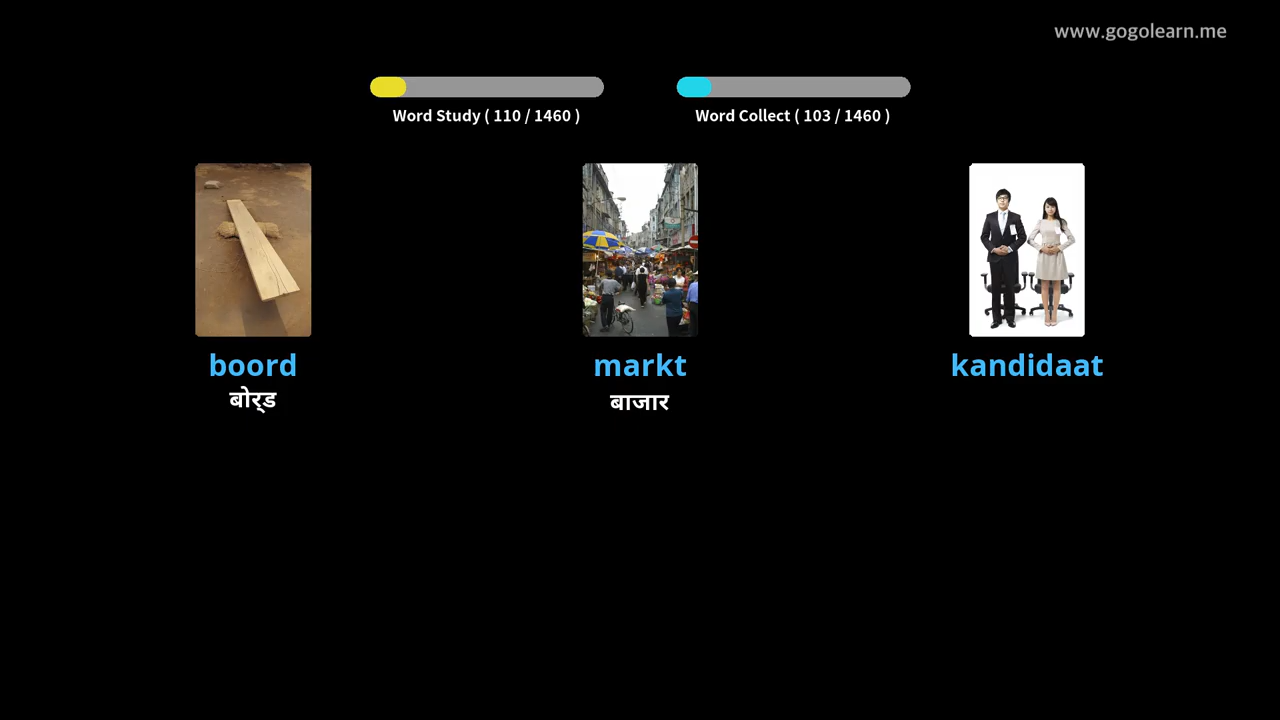 www.gogolearn.me
Word Study ( 110 / 1460 )
Word Collect ( 103 / 1460 )
boord
markt
kandidaat
बोर्ड
बाजार